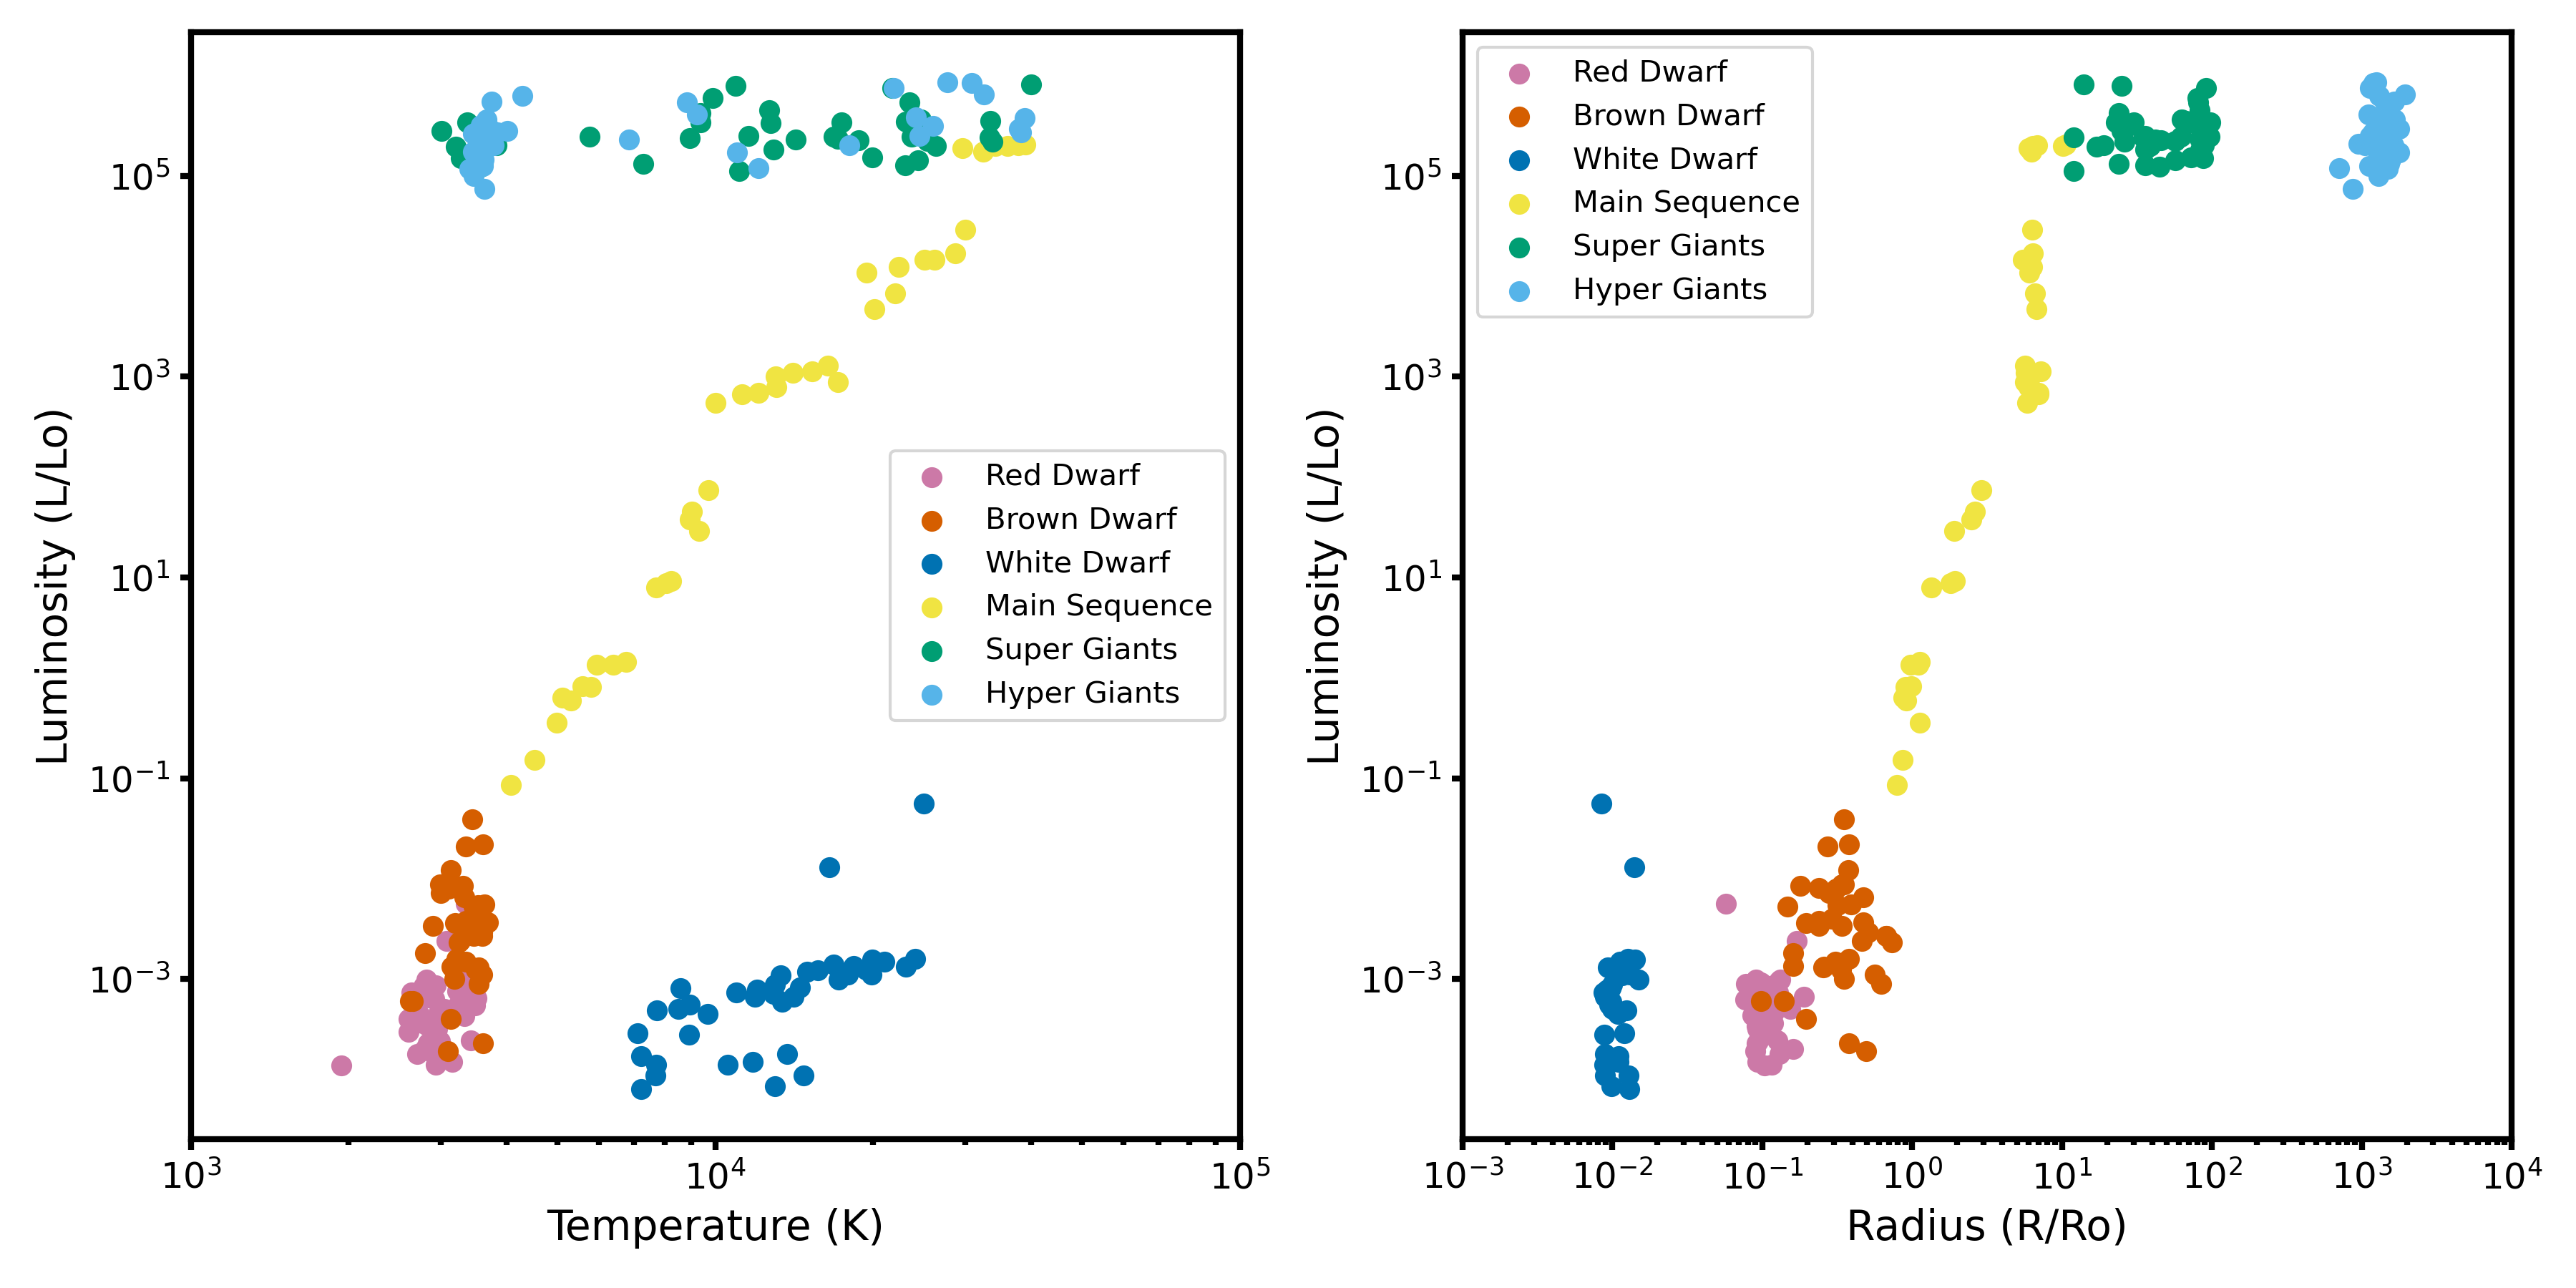 Luminosity (L/Lo)
10⁵
10³
10¹
10⁻¹
10⁻³
10³
10⁴
10⁵
Temperature (K)
Red Dwarf
Brown Dwarf
White Dwarf
Main Sequence
Super Giants
Hyper Giants
Luminosity (L/Lo)
10⁵
10³
10¹
10⁻¹
10⁻³
10⁻³
10⁻²
10⁻¹
10⁰
10¹
10²
10³
10⁴
Radius (R/Ro)
Red Dwarf
Brown Dwarf
White Dwarf
Main Sequence
Super Giants
Hyper Giants